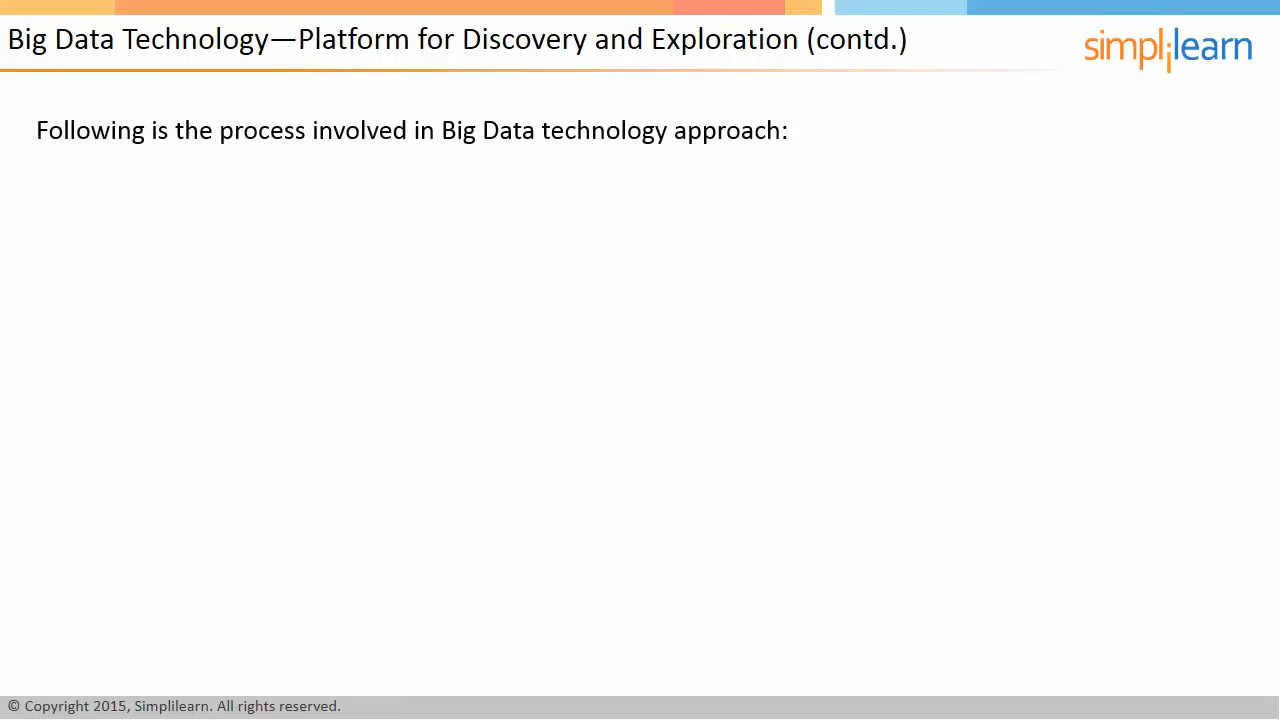 Big Data Technology—Platform for Discovery and Exploration (contd.)
simplilearn
Following is the process involved in Big Data technology approach:
© Copyright 2015, Simplilearn. All rights reserved.